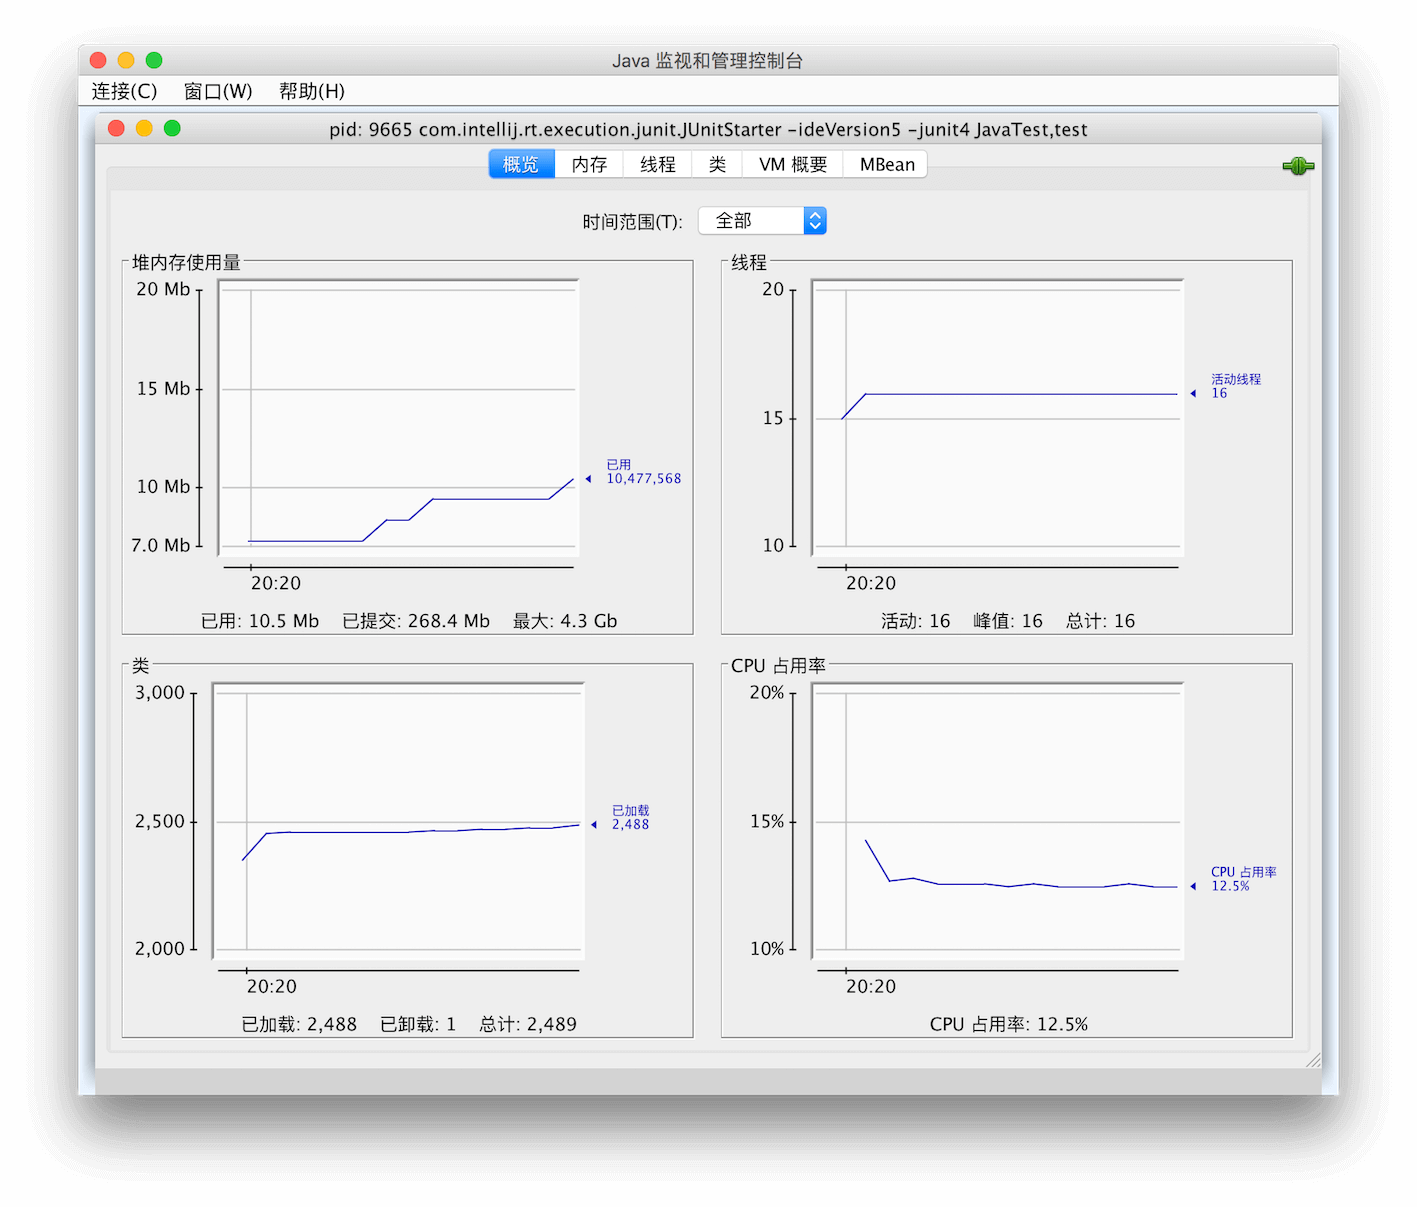 Java 监视和管理控制台
连接(C) 窗口(W) 帮助(H)
pid: 9665 com.intellij.rt.execution.junit.JUnitStarter -ideVersion5 -junit4 JavaTest,test
概览 内存 线程 类 VM 概要 MBean
时间范围(T): 全部
堆内存使用量
20 Mb
15 Mb
10 Mb
7.0 Mb
已用
10,477,568
20:20
已用: 10.5 Mb 已提交: 268.4 Mb 最大: 4.3 Gb
线程
20
15
10
活动线程
16
20:20
活动: 16 峰值: 16 总计: 16
类
3,000
2,500
2,000
已加载
2,488
20:20
已加载: 2,488 已卸载: 1 总计: 2,489
CPU 占用率
20%
15%
10%
CPU 占用率
12.5%
20:20
CPU 占用率: 12.5%